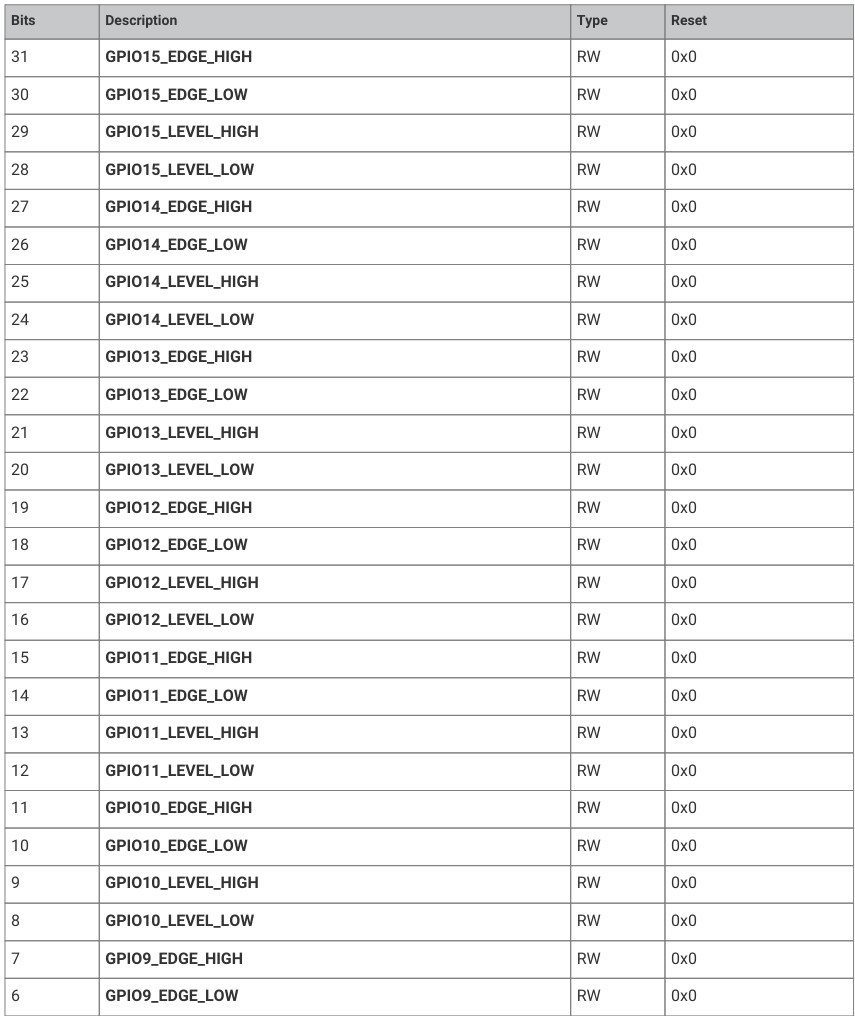 Bits Description Type Reset
31 GPIO15_EDGE_HIGH RW 0x0
30 GPIO15_EDGE_LOW RW 0x0
29 GPIO15_LEVEL_HIGH RW 0x0
28 GPIO15_LEVEL_LOW RW 0x0
27 GPIO14_EDGE_HIGH RW 0x0
26 GPIO14_EDGE_LOW RW 0x0
25 GPIO14_LEVEL_HIGH RW 0x0
24 GPIO14_LEVEL_LOW RW 0x0
23 GPIO13_EDGE_HIGH RW 0x0
22 GPIO13_EDGE_LOW RW 0x0
21 GPIO13_LEVEL_HIGH RW 0x0
20 GPIO13_LEVEL_LOW RW 0x0
19 GPIO12_EDGE_HIGH RW 0x0
18 GPIO12_EDGE_LOW RW 0x0
17 GPIO12_LEVEL_HIGH RW 0x0
16 GPIO12_LEVEL_LOW RW 0x0
15 GPIO11_EDGE_HIGH RW 0x0
14 GPIO11_EDGE_LOW RW 0x0
13 GPIO11_LEVEL_HIGH RW 0x0
12 GPIO11_LEVEL_LOW RW 0x0
11 GPIO10_EDGE_HIGH RW 0x0
10 GPIO10_EDGE_LOW RW 0x0
9 GPIO10_LEVEL_HIGH RW 0x0
8 GPIO10_LEVEL_LOW RW 0x0
7 GPIO9_EDGE_HIGH RW 0x0
6 GPIO9_EDGE_LOW RW 0x0